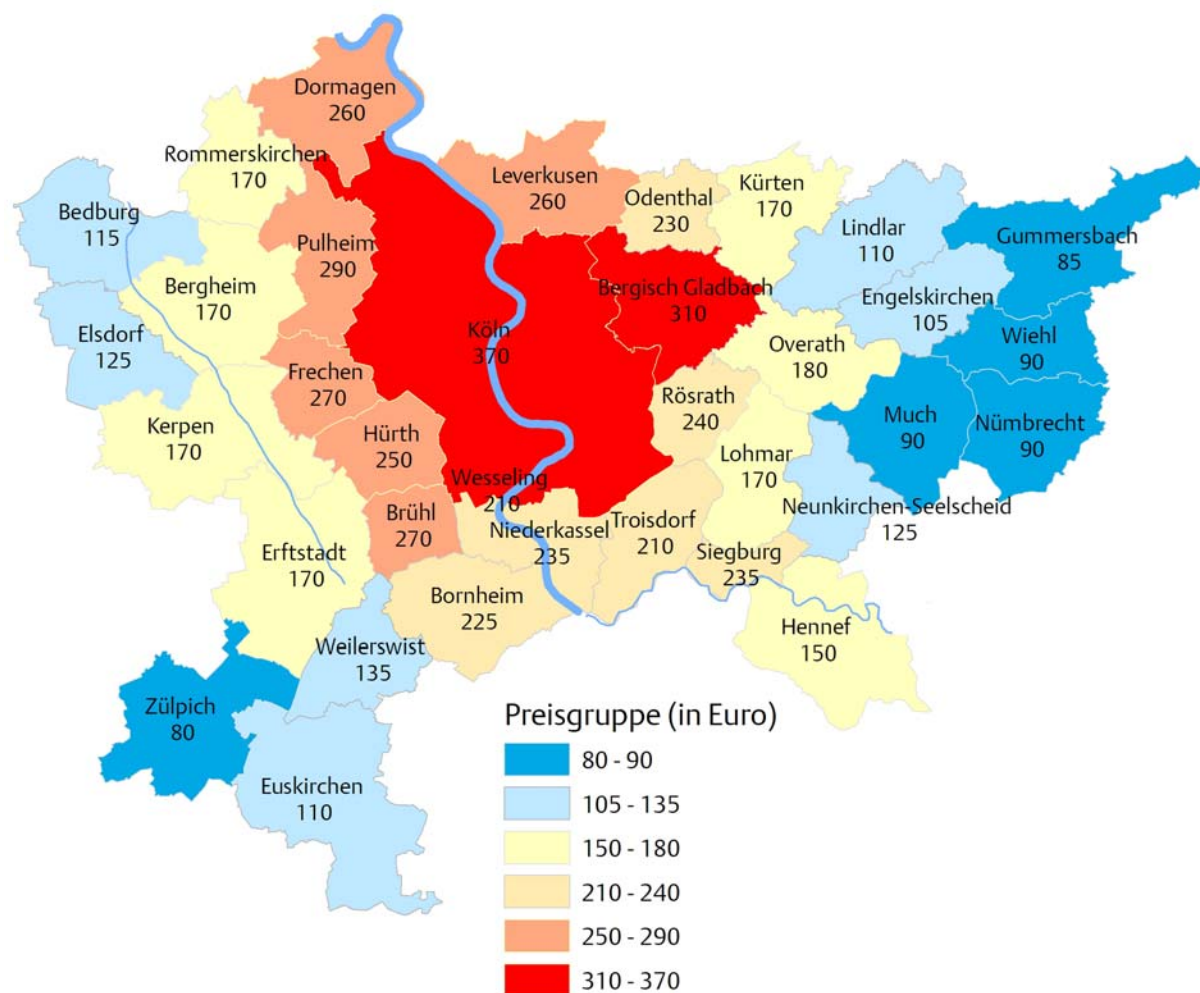 Dormagen
260
Rommerskirchen
170
Leverkusen
260
Odenthal
230
Kürten
170
Bedburg
115
Pulheim
290
Lindlar
110
Gummersbach
85
Bergheim
170
Bergisch Gladbach
310
Engelskirchen
105
Elsdorf
125
Köln
370
Wiehl
90
Overath
180
Frechen
270
Rösrath
240
Kerpen
170
Hürth
250
Much
90
Nümbrecht
90
Lohmar
170
Wesseling
210
Neunkirchen-Seelscheid
125
Brühl
270
Niederkassel
235
Troisdorf
210
Erftstadt
170
Siegburg
235
Bornheim
225
Hennef
150
Weilerswist
135
Zülpich
80
Euskirchen
110
Preisgruppe (in Euro)
80 - 90
105 - 135
150 - 180
210 - 240
250 - 290
310 - 370